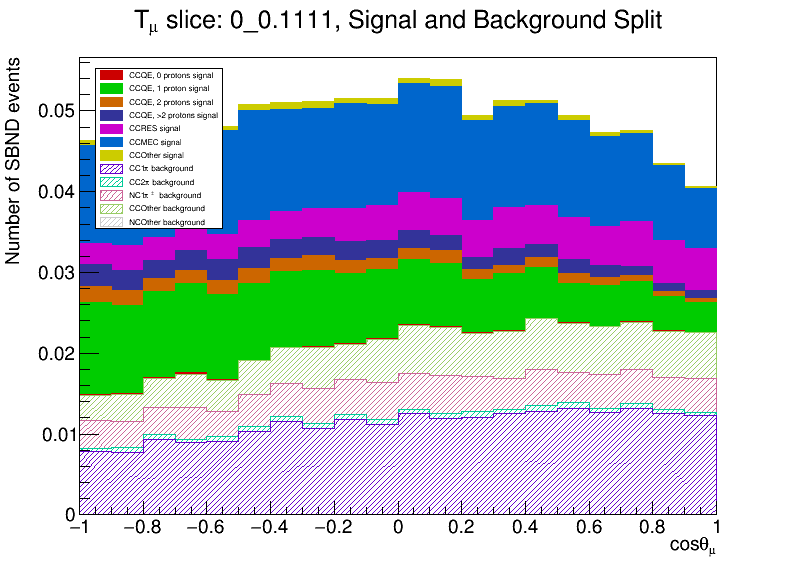 Tμ slice: 0_0.1111, Signal and Background Split
Number of SBND events
CCQE, 0 protons signal
CCQE, 1 proton signal
CCQE, 2 protons signal
CCQE, >2 protons signal
CCRES signal
CCMEC signal
CCOther signal
CC1π background
CC2π background
NC1π ± background
CCOther background
NCOther background
0.05
0.04
0.03
0.02
0.01
0
−1 −0.8 −0.6 −0.4 −0.2 0 0.2 0.4 0.6 0.8 1
cosθμ